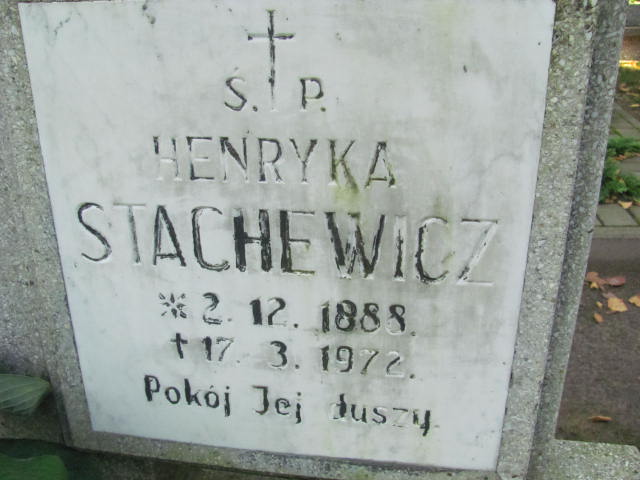 Ś. P.
HENRYKA
STACHEWICZ
* 2. 12. 1888.
† 17. 3. 1972.
Pokój Jej duszy.